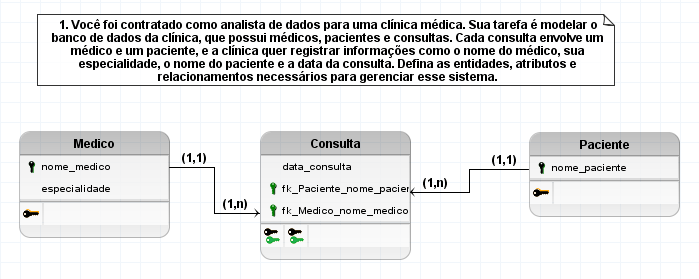 1. Você foi contratado como analista de dados para uma clínica médica. Sua tarefa é modelar o
banco de dados da clínica, que possui médicos, pacientes e consultas. Cada consulta envolve um
médico e um paciente, e a clínica quer registrar informações como o nome do médico, sua
especialidade, o nome do paciente e a data da consulta. Defina as entidades, atributos e
relacionamentos necessários para gerenciar esse sistema.
Medico
nome_medico
especialidade
(1,1)
(1,n)
Consulta
data_consulta
fk_Paciente_nome_pacier
fk_Medico_nome_medico
(1,1)
(1,n)
Paciente
nome_paciente